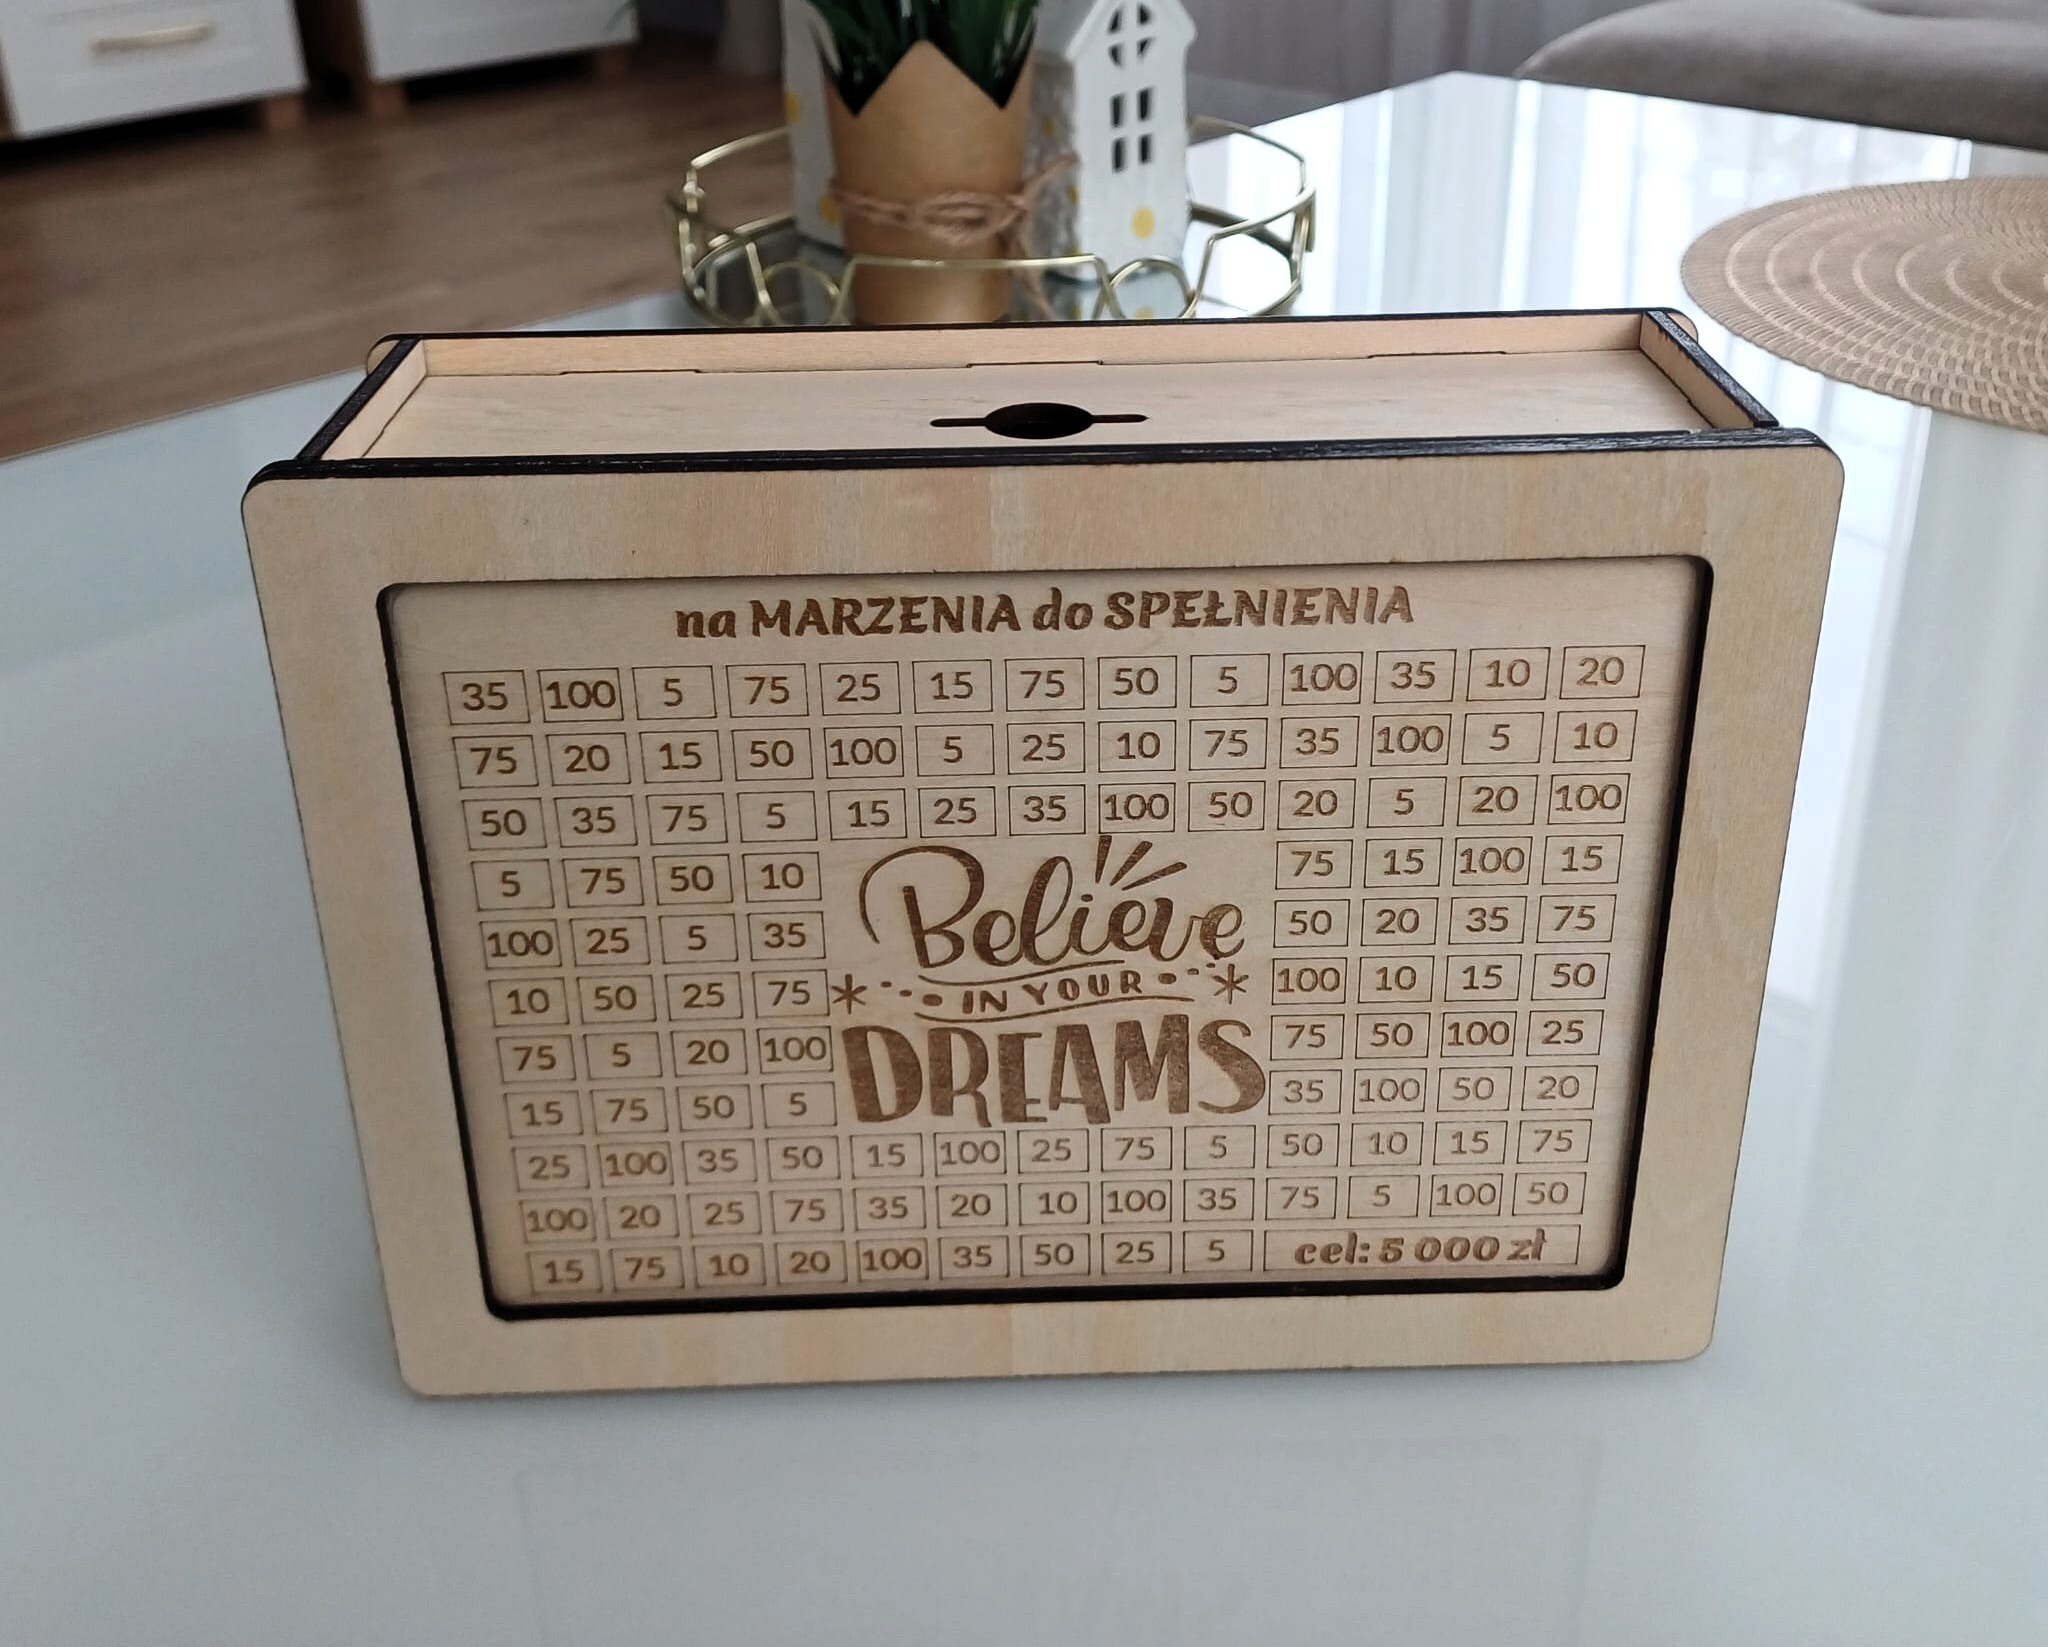 na MARZENIA do SPEŁNIENIA
35 100 5 75 25 15 75 50 5 100 35 10 20
75 20 15 50 100 5 25 10 75 35 100 5 10
50 35 75 5 15 25 35 100 50 20 5 20 100
5 75 50 10 75 15 100 15
100 25 5 35 50 20 35 75
10 50 25 75 100 10 15 50
75 5 20 100 75 50 100 25
15 75 50 5 35 100 50 20
Believe
IN YOUR
DREAMS
25 100 35 50 15 100 25 75 5 50 10 15 75
100 20 25 75 35 20 10 100 35 75 5 100 50
15 75 10 20 100 35 50 25 5 cel: 5 000 zł